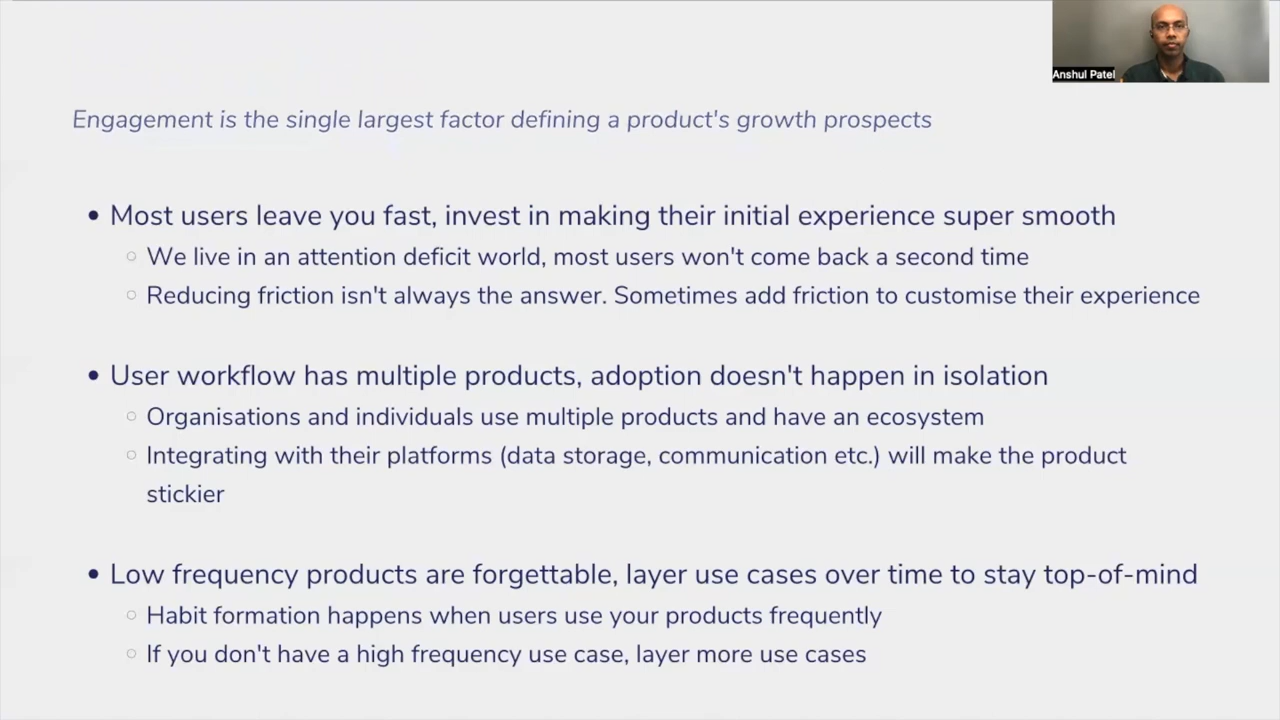 Anshul Patel
Engagement is the single largest factor defining a product's growth prospects
• Most users leave you fast, invest in making their initial experience super smooth
○ We live in an attention deficit world, most users won't come back a second time
○ Reducing friction isn't always the answer. Sometimes add friction to customise their experience
• User workflow has multiple products, adoption doesn't happen in isolation
○ Organisations and individuals use multiple products and have an ecosystem
○ Integrating with their platforms (data storage, communication etc.) will make the product
stickier
• Low frequency products are forgettable, layer use cases over time to stay top-of-mind
○ Habit formation happens when users use your products frequently
○ If you don't have a high frequency use case, layer more use cases